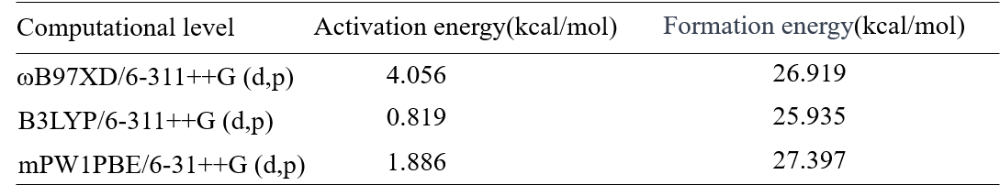 Computational level Activation energy(kcal/mol) Formation energy(kcal/mol)
ωB97XD/6-311++G (d,p) 4.056 26.919
B3LYP/6-311++G (d,p) 0.819 25.935
mPW1PBE/6-31++G (d,p) 1.886 27.397